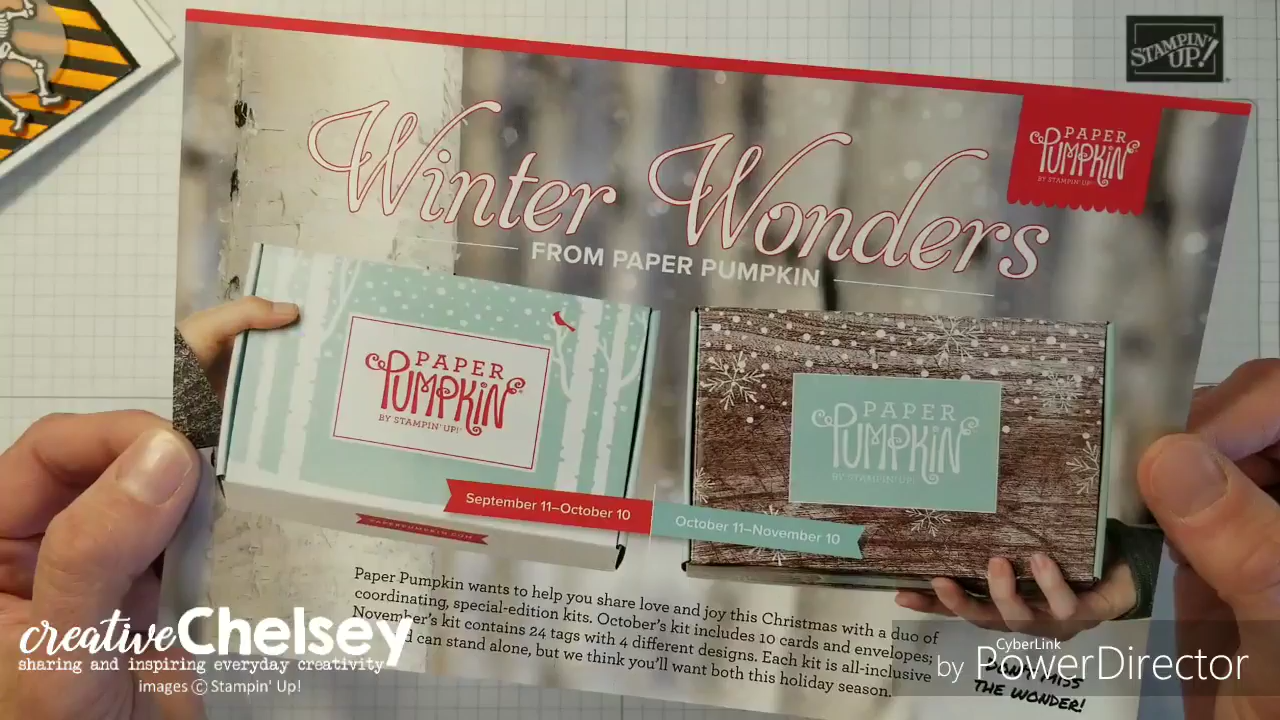 STAMPIN'
UP!
Winter Wonders
FROM PAPER PUMPKIN
PAPER
PUMPKIN
BY STAMPIN' UP!
PAPER
PUMPKIN
BY STAMPIN' UP!
PAPER
PUMPKIN
BY STAMPIN' UP!
September 11–October 10
October 11–November 10
PAPERPUMPKIN.COM
Paper Pumpkin wants to help you share love and joy this Christmas with a duo of
coordinating, special-edition kits. October's kit includes 10 cards and envelopes;
November's kit contains 24 tags with 4 different designs. Each kit is all-inclusive
can stand alone, but we think you'll want both this holiday season.
DON'T MISS
THE WONDER!
creativeChelsey
sharing and inspiring everyday creativity
images © Stampin' Up!
CyberLink
by PowerDirector